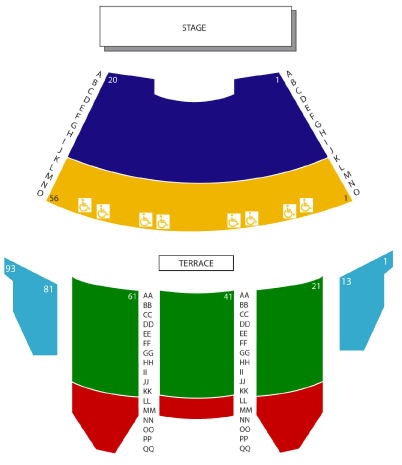 STAGE
A 20 1 A
B B
C C
D D
E E
F F
G G
H H
I I
J J
K K
L L
M M
N N
O 56 1 O
TERRACE
93 1
81 13
61 AA 41 AA 21
BB BB
CC CC
DD DD
EE EE
FF FF
GG GG
HH HH
II II
JJ JJ
KK KK
LL LL
MM MM
NN NN
OO OO
PP PP
QQ QQ